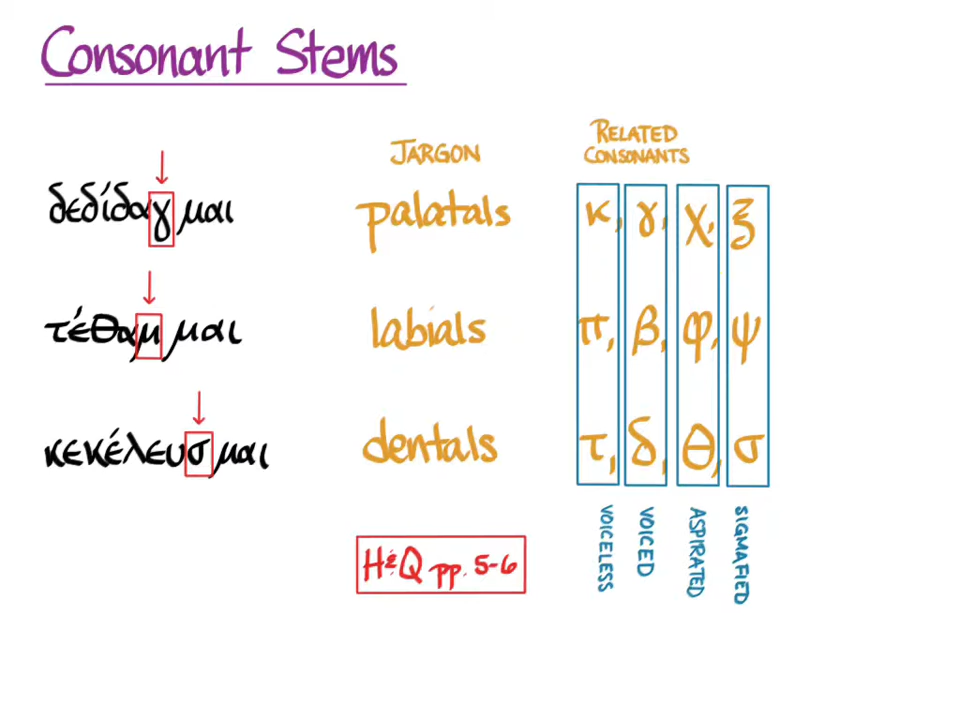 Consonant Stems
JARGON
RELATED
CONSONANTS
δεδίδαγμαι palatals κ, γ, χ, ξ
τέθαμμαι labials π, β, φ, ψ
κεκέλευσμαι dentals τ, δ, θ, σ
VOICELESS
VOICED
ASPIRATED
SIGMAFIED
H&Q pp. 5-6